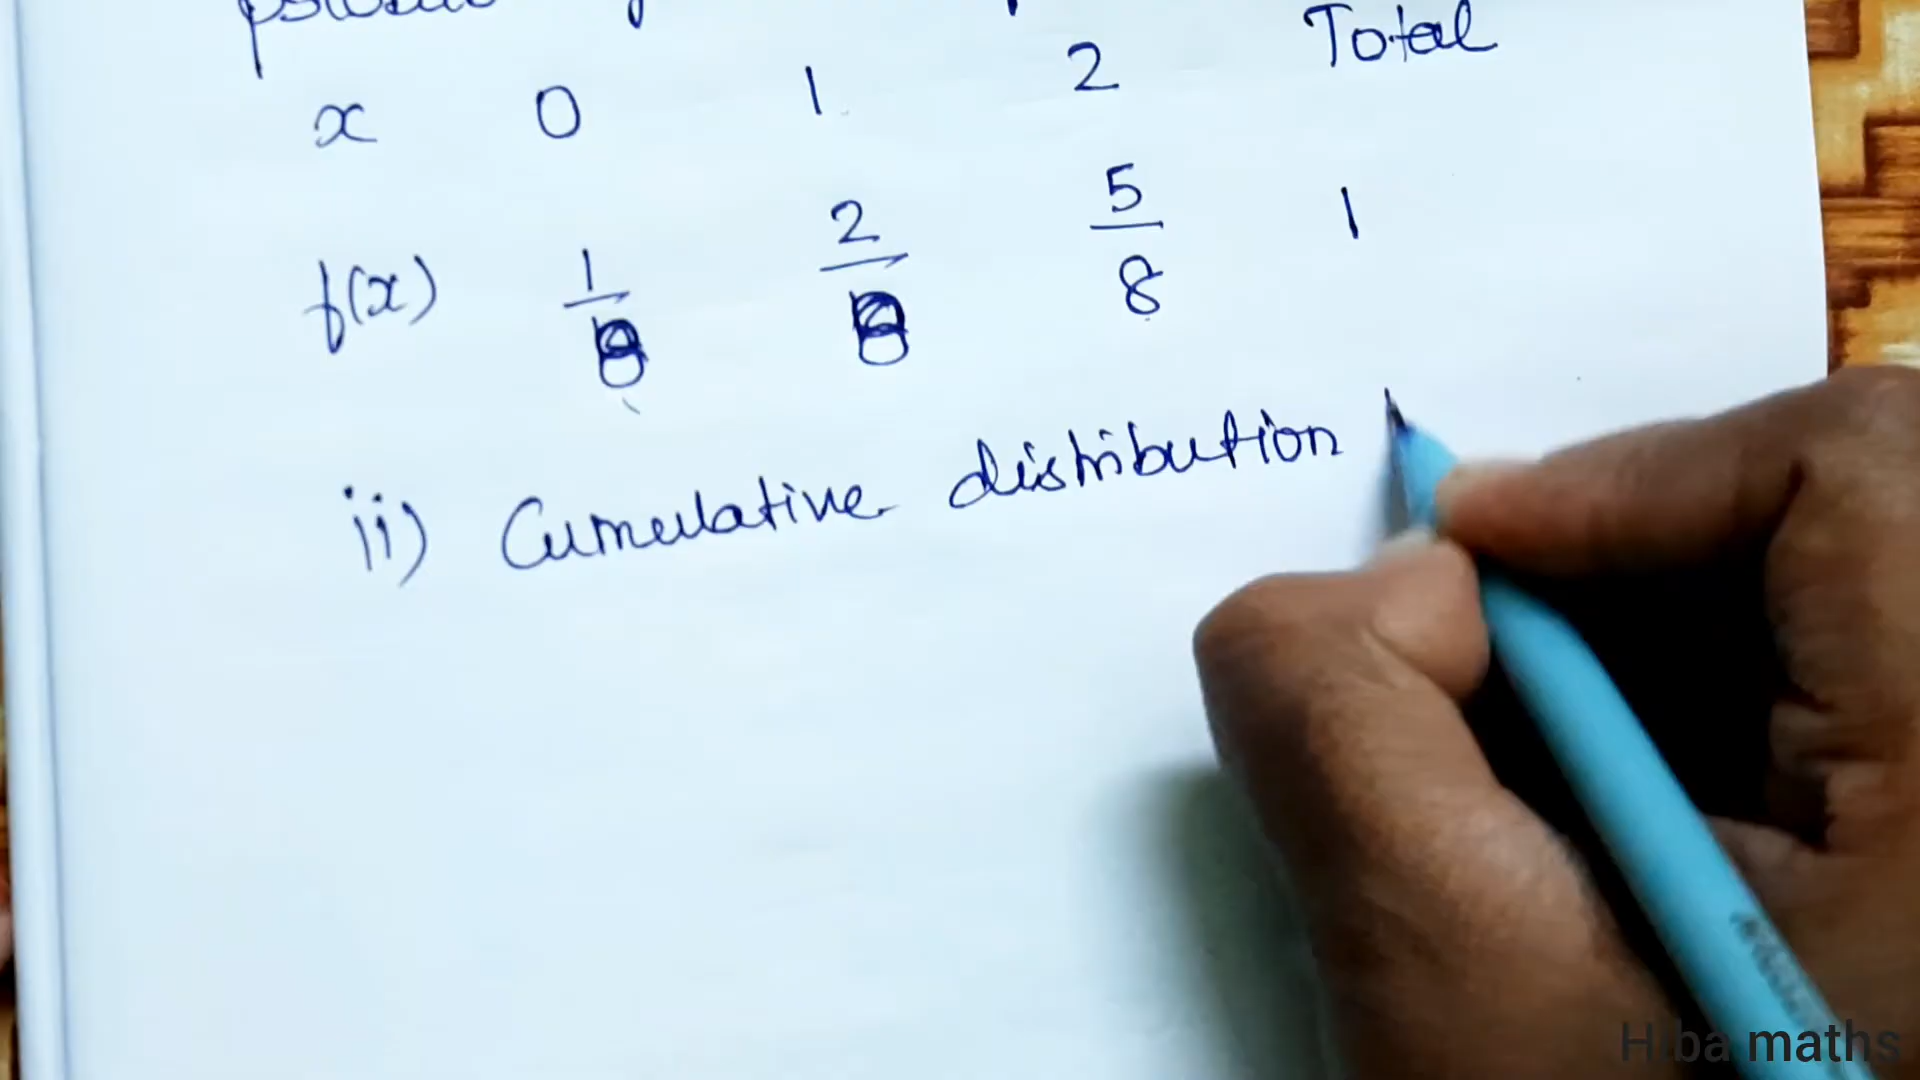 x 0 1 2 Total
f(x) 1/8 2/8 5/8 1
ii) Cumulative distribution
Hiba maths